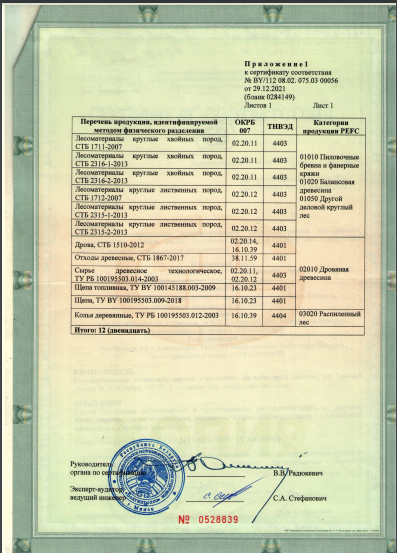 Приложение1
к сертификату соответствия
№ BY/112 08.02. 075.03 00056
от 29.12.2021
(бланк 0284149)
Листов 1 Лист 1
Перечень продукции, идентифицируемой методом физического разделения
ОКРБ 007
ТНВЭД
Категории продукции PEFC
Лесоматериалы круглые хвойных пород,
СТБ 1711-2007
02.20.11
4403
Лесоматериалы круглые хвойных пород,
СТБ 2316-1-2013
02.20.11
4403
Лесоматериалы круглые хвойных пород,
СТБ 2316-2-2013
02.20.11
4403
Лесоматериалы круглые лиственных пород,
СТБ 1712-2007
02.20.12
4403
Лесоматериалы круглые лиственных пород,
СТБ 2315-1-2013
02.20.12
4403
Лесоматериалы круглые лиственных пород,
СТБ 2315-2-2013
02.20.12
4403
01010 Пиловочные
бревна и фанерные
кряжи
01020 Балансовая
древесина
01050 Другой
деловой круглый
лес
Дрова, СТБ 1510-2012
02.20.14,
16.10.39
4401
Отходы древесные, СТБ 1867-2017
38.11.59
4401
Сырье древесное технологическое,
ТУ РБ 100195503.014-2003
02.20.11,
02.20.12
4403
Щепа топливная, ТУ BY 100145188.003-2009
16.10.23
4401
Щепа, ТУ BY 100195503.009-2018
16.10.23
4401
02010 Дровяная
древесина
Колья деревянные, ТУ РБ 100195503.012-2003
16.10.39
4404
03020 Распиленный
лес
Итого: 12 (двенадцать)
Руководитель
органа по сертификации
В.В. Радюкевич
Эксперт-аудитор
ведущий инженер
С.А. Стефанович
№ 0528839